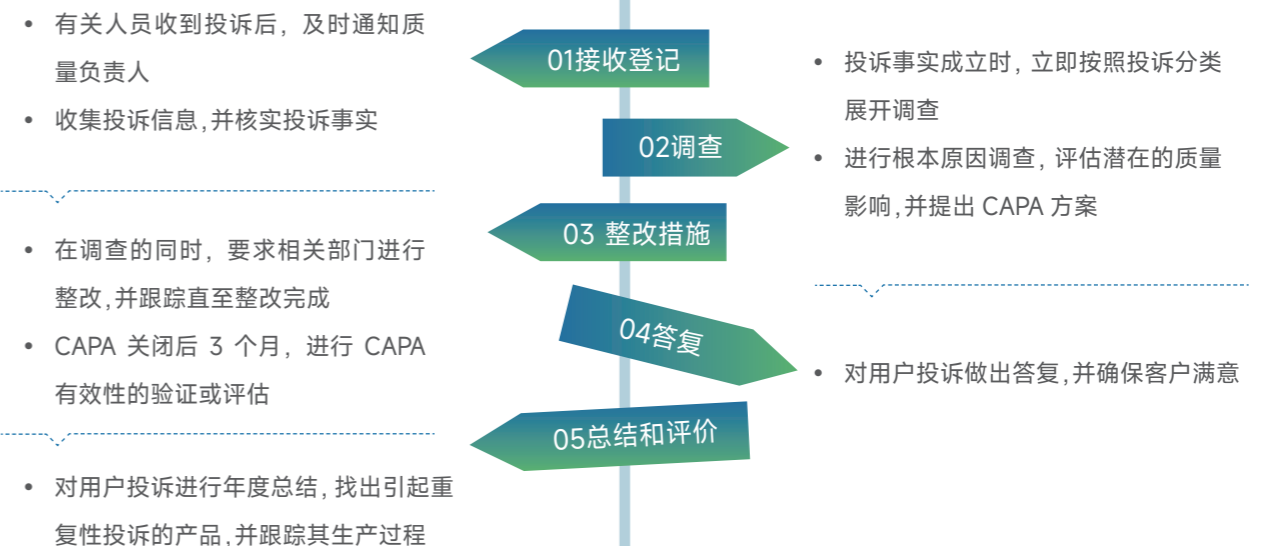 01接收登记
• 有关人员收到投诉后, 及时通知质
量负责人
• 收集投诉信息,并核实投诉事实
02调查
• 投诉事实成立时, 立即按照投诉分类
展开调查
• 进行根本原因调查, 评估潜在的质量
影响,并提出 CAPA 方案
03 整改措施
• 在调查的同时, 要求相关部门进行
整改,并跟踪直至整改完成
• CAPA 关闭后 3 个月, 进行 CAPA
有效性的验证或评估
04答复
• 对用户投诉做出答复,并确保客户满意
05总结和评价
• 对用户投诉进行年度总结, 找出引起重
复性投诉的产品,并跟踪其生产过程